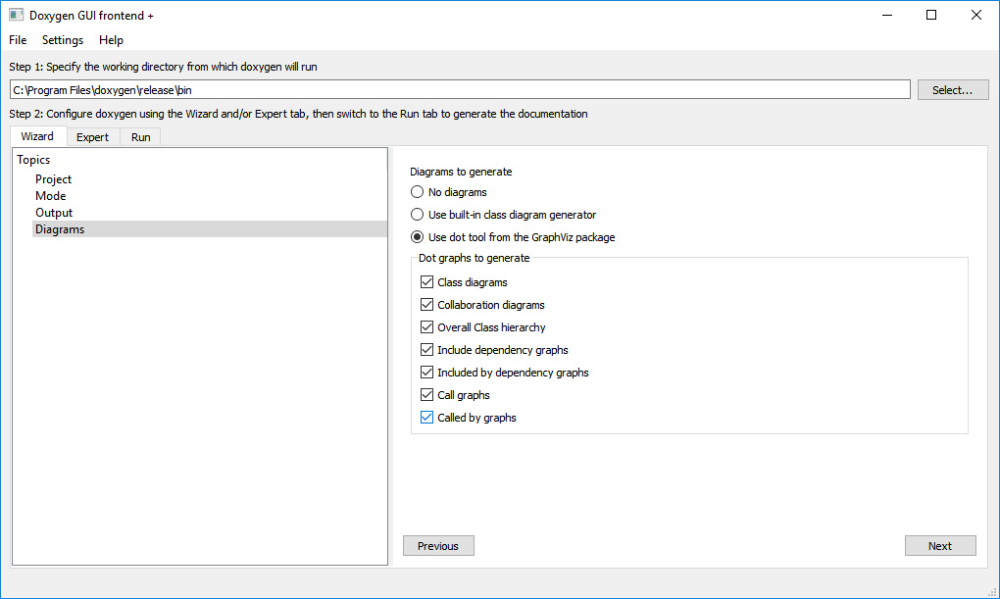 Doxygen GUI frontend +
File Settings Help
Step 1: Specify the working directory from which doxygen will run
C:\Program Files\doxygen\release\bin
Select...
Step 2: Configure doxygen using the Wizard and/or Expert tab, then switch to the Run tab to generate the documentation
Wizard Expert Run
Topics
Project
Mode
Output
Diagrams
Diagrams to generate
No diagrams
Use built-in class diagram generator
Use dot tool from the GraphViz package
Dot graphs to generate
Class diagrams
Collaboration diagrams
Overall Class hierarchy
Include dependency graphs
Included by dependency graphs
Call graphs
Called by graphs
Previous
Next